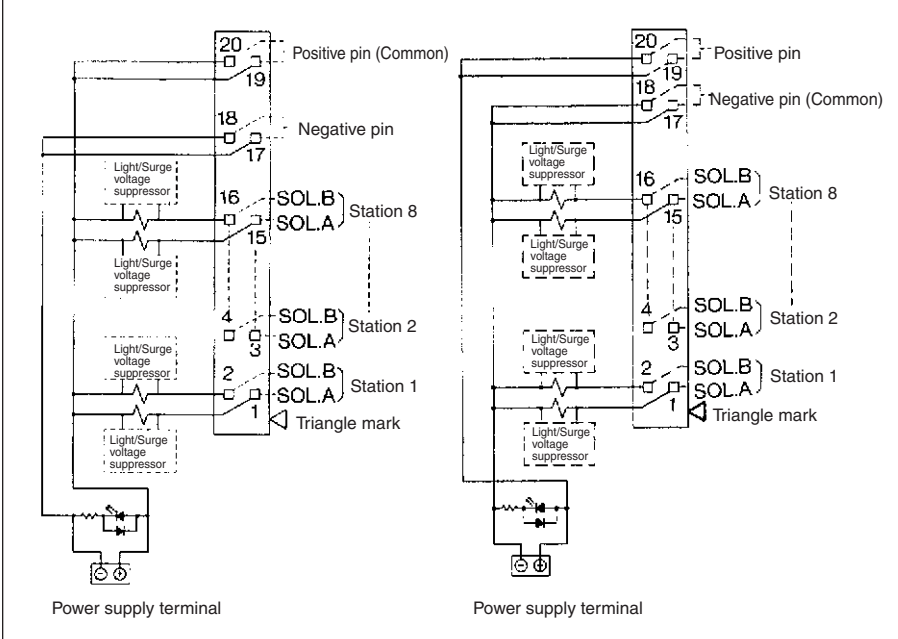 20
Positive pin (Common)
19
18
Negative pin
17
Light/Surge
voltage
suppressor
16
SOL.B
Station 8
SOL.A
15
Light/Surge
voltage
suppressor
4
SOL.B
Station 2
SOL.A
3
Light/Surge
voltage
suppressor
2
SOL.B
Station 1
SOL.A
1
Triangle mark
Light/Surge
voltage
suppressor
Power supply terminal
20
Positive pin
19
18
Negative pin (Common)
17
Light/Surge
voltage
suppressor
16
SOL.B
Station 8
SOL.A
15
Light/Surge
voltage
suppressor
4
SOL.B
Station 2
SOL.A
3
Light/Surge
voltage
suppressor
2
SOL.B
Station 1
SOL.A
1
Triangle mark
Light/Surge
voltage
suppressor
Power supply terminal